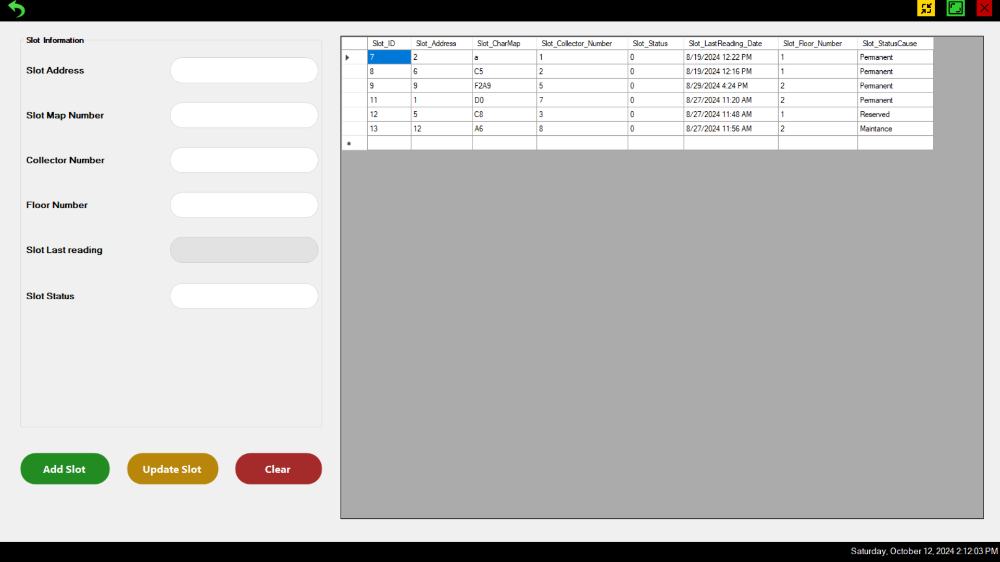 Slot Information
Slot Address
Slot Map Number
Collector Number
Floor Number
Slot Last reading
Slot Status
Add Slot Update Slot Clear
Slot_ID Slot_Address Slot_CharMap Slot_Collector_Number Slot_Status Slot_LastReading_Date Slot_Floor_Number Slot_StatusCause
7 2 a 1 0 8/19/2024 12:22 PM 1 Permanent
8 6 C5 2 0 8/19/2024 12:16 PM 1 Permanent
9 9 F2A9 5 0 8/29/2024 4:24 PM 2 Permanent
11 1 D0 7 0 8/27/2024 11:20 AM 2 Permanent
12 5 C8 3 0 8/27/2024 11:48 AM 1 Reserved
13 12 A6 8 0 8/27/2024 11:56 AM 2 Maintance
Saturday, October 12, 2024 2:12:03 PM